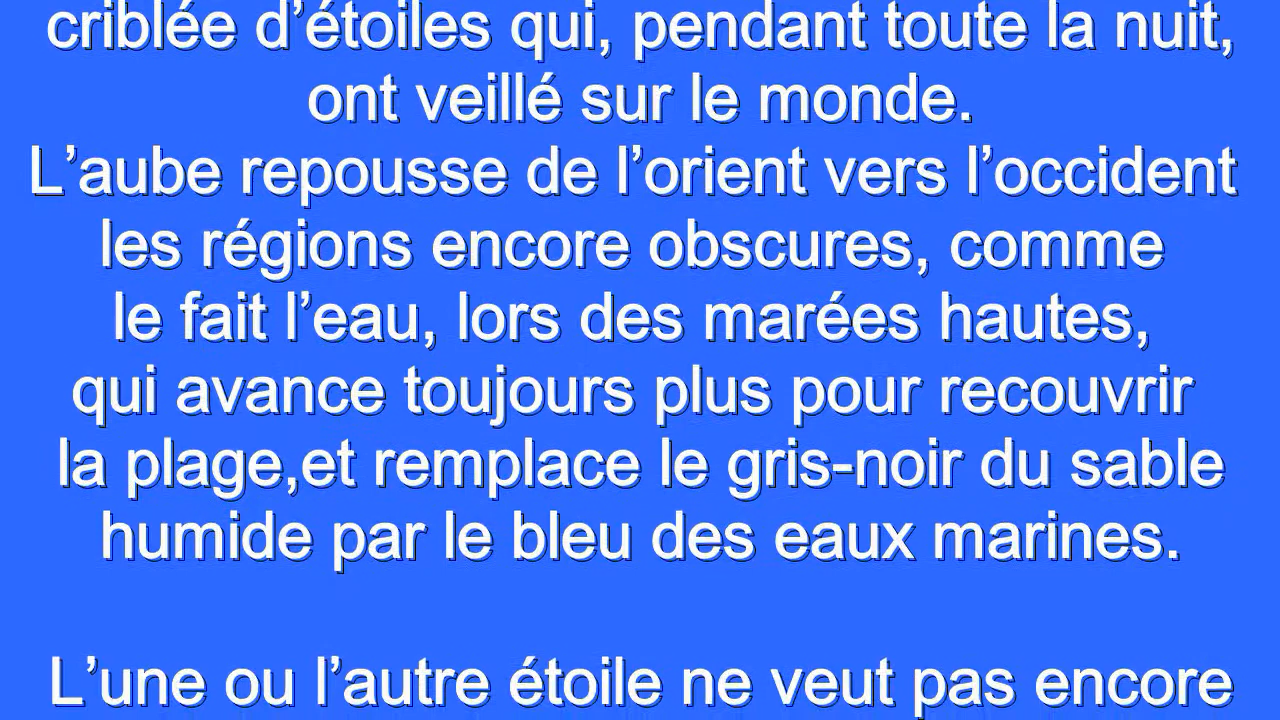 criblée d’étoiles qui, pendant toute la nuit,
ont veillé sur le monde.
L’aube repousse de l’orient vers l’occident
les régions encore obscures, comme
le fait l’eau, lors des marées hautes,
qui avance toujours plus pour recouvrir
la plage,et remplace le gris-noir du sable
humide par le bleu des eaux marines.
L’une ou l’autre étoile ne veut pas encore